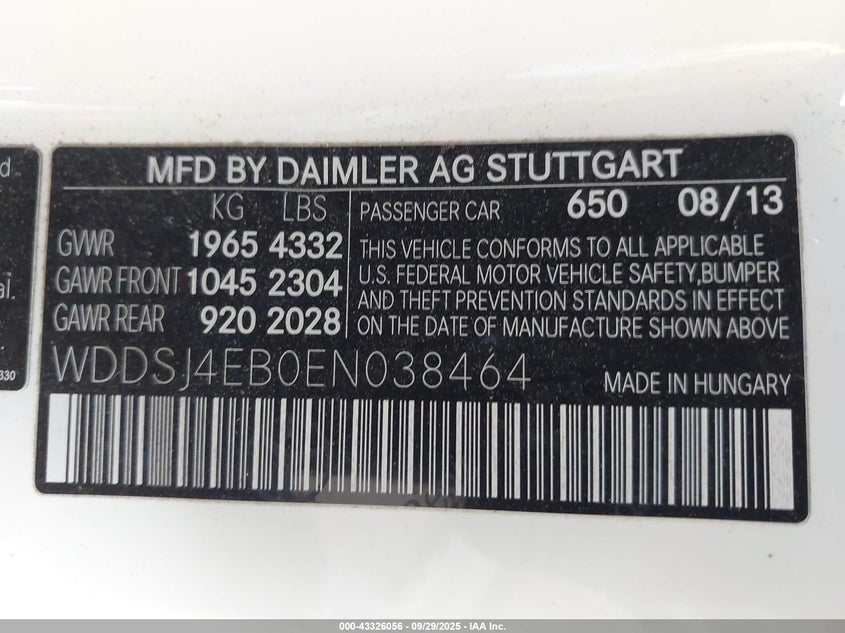 d
al.
330
MFD BY DAIMLER AG STUTTGART
KG LBS
GVWR 1965 4332
GAWR FRONT 1045 2304
GAWR REAR 920 2028
PASSENGER CAR 650 08/13
THIS VEHICLE CONFORMS TO ALL APPLICABLE
U.S. FEDERAL MOTOR VEHICLE SAFETY,BUMPER
AND THEFT PREVENTION STANDARDS IN EFFECT
ON THE DATE OF MANUFACTURE SHOWN ABOVE
WDDSJ4EB0EN038464
MADE IN HUNGARY
000-43326056 - 09/29/2025 - IAA Inc.